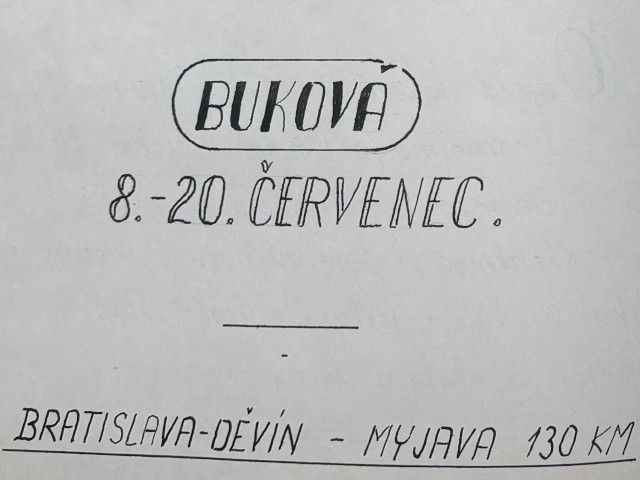 BUKOVÁ
8.-20. ČERVENEC.
BRATISLAVA-DĚVÍN - MYJAVA 130 KM